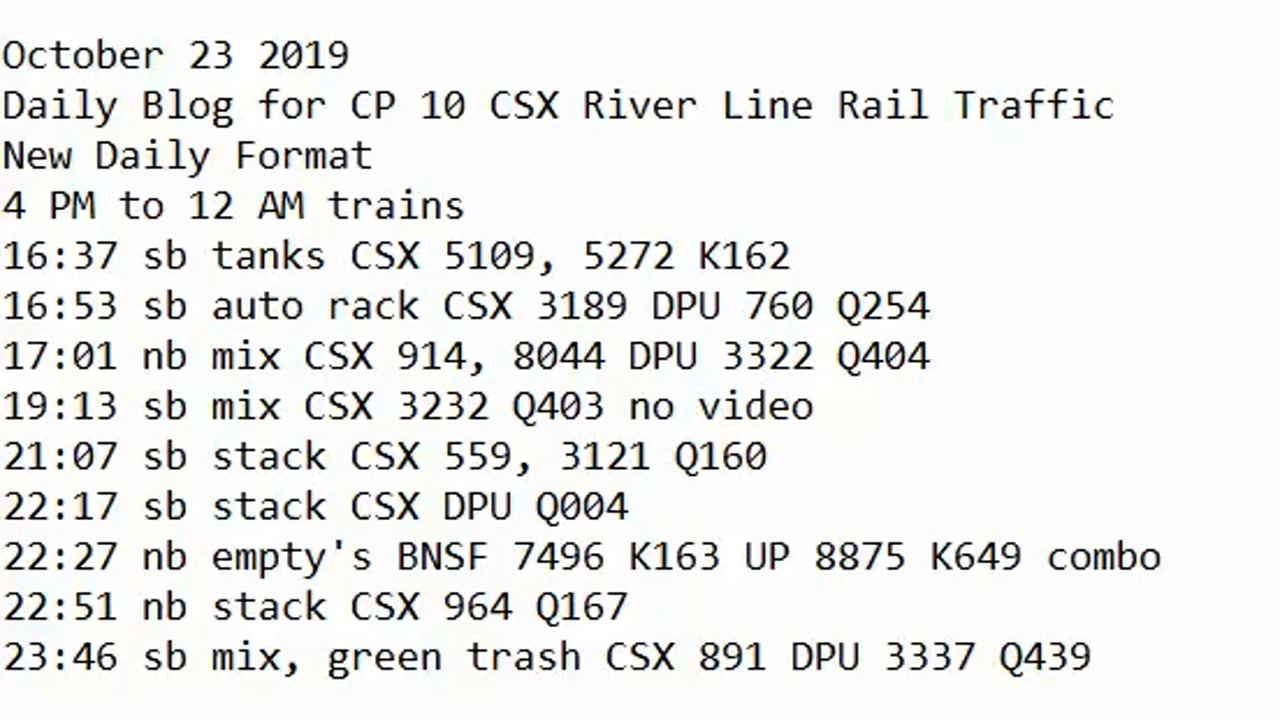 October 23 2019
Daily Blog for CP 10 CSX River Line Rail Traffic
New Daily Format
4 PM to 12 AM trains
16:37 sb tanks CSX 5109, 5272 K162
16:53 sb auto rack CSX 3189 DPU 760 Q254
17:01 nb mix CSX 914, 8044 DPU 3322 Q404
19:13 sb mix CSX 3232 Q403 no video
21:07 sb stack CSX 559, 3121 Q160
22:17 sb stack CSX DPU Q004
22:27 nb empty's BNSF 7496 K163 UP 8875 K649 combo
22:51 nb stack CSX 964 Q167
23:46 sb mix, green trash CSX 891 DPU 3337 Q439